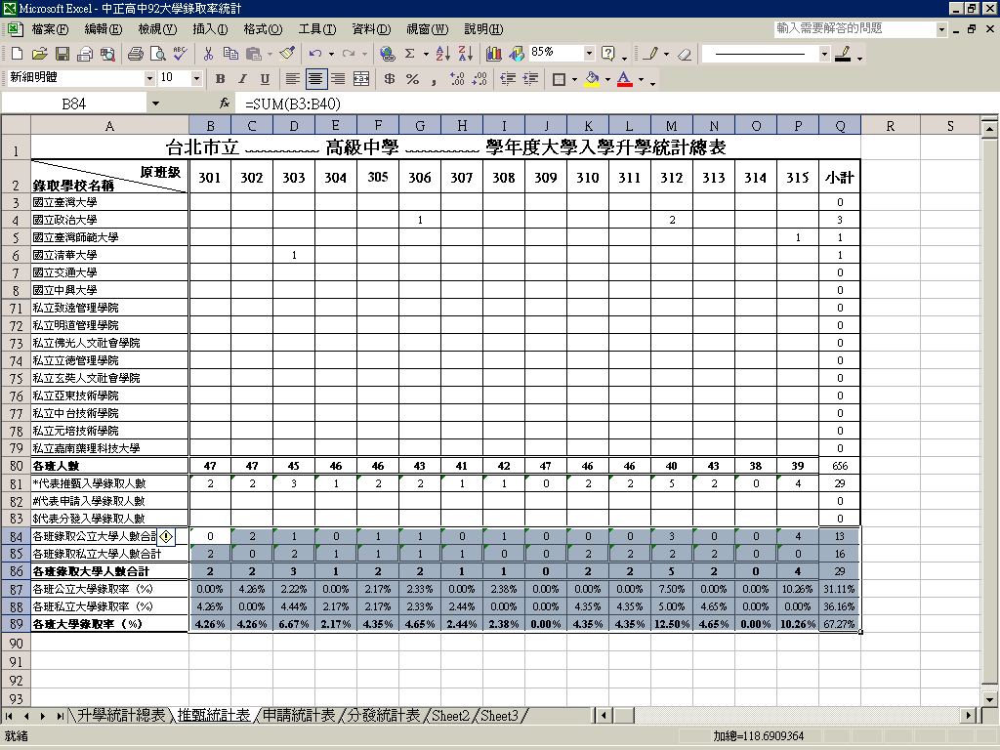 Microsoft Excel - 中正高中92大學錄取率統計
檔案(F) 編輯(E) 檢視(V) 插入(I) 格式(O) 工具(T) 資料(D) 視窗(W) 說明(H) 輸入需要解答的問題
85%
新細明體 10 B I U $ % ,
B84 fx =SUM(B3:B40)
A B C D E F G H I J K L M N O P Q R S
1 台北市立 高級中學 學年度大學入學升學統計總表
原班級
2 錄取學校名稱 301 302 303 304 305 306 307 308 309 310 311 312 313 314 315 小計
3 國立臺灣大學 0
4 國立政治大學 1 2 3
5 國立臺灣師範大學 1 1
6 國立清華大學 1 1
7 國立交通大學 0
8 國立中興大學 0
71 私立致遠管理學院 0
72 私立明道管理學院 0
73 私立佛光人文社會學院 0
74 私立立德管理學院 0
75 私立玄奘人文社會學院 0
76 私立亞東技術學院 0
77 私立中台技術學院 0
78 私立元培技術學院 0
79 私立嘉南藥理科技大學 0
80 各班人數 47 47 45 46 46 43 41 42 47 46 46 40 43 38 39 656
81 *代表推甄入學錄取人數 2 2 3 1 2 2 1 1 0 2 2 5 2 0 4 29
82 #代表申請入學錄取人數 0
83 $代表分發入學錄取人數 0
84 各班錄取公立大學人數合計 0 2 1 0 1 1 0 1 0 0 0 3 0 0 4 13
85 各班錄取私立大學人數合計 2 0 2 1 1 1 1 0 0 2 2 2 2 0 0 16
86 各班錄取大學人數合計 2 2 3 1 2 2 1 1 0 2 2 5 2 0 4 29
87 各班公立大學錄取率 (%) 0.00% 4.26% 2.22% 0.00% 2.17% 2.33% 0.00% 2.38% 0.00% 0.00% 0.00% 7.50% 0.00% 0.00% 10.26% 31.11%
88 各班私立大學錄取率 (%) 4.26% 0.00% 4.44% 2.17% 2.17% 2.33% 2.44% 0.00% 0.00% 4.35% 4.35% 5.00% 4.65% 0.00% 0.00% 36.16%
89 各班大學錄取率 (%) 4.26% 4.26% 6.67% 2.17% 4.35% 4.65% 2.44% 2.38% 0.00% 4.35% 4.35% 12.50% 4.65% 0.00% 10.26% 67.27%
90
91
92
93
升學統計總表 推甄統計表 申請統計表 分發統計表 Sheet2 Sheet3
就緒 加總=118.6909364